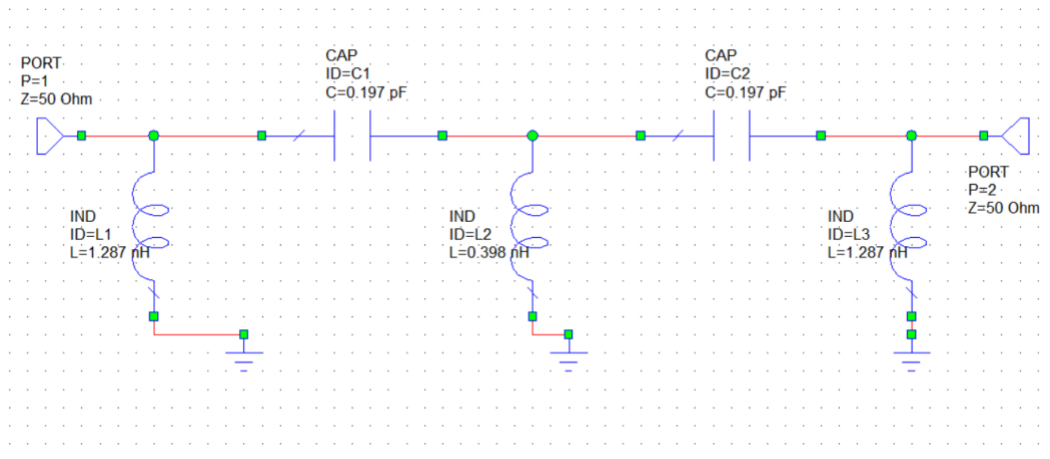 PORT
P=1
Z=50 Ohm
CAP
ID=C1
C=0.197 pF
CAP
ID=C2
C=0.197 pF
PORT
P=2
Z=50 Ohm
IND
ID=L1
L=1.287 nH
IND
ID=L2
L=0.398 nH
IND
ID=L3
L=1.287 nH